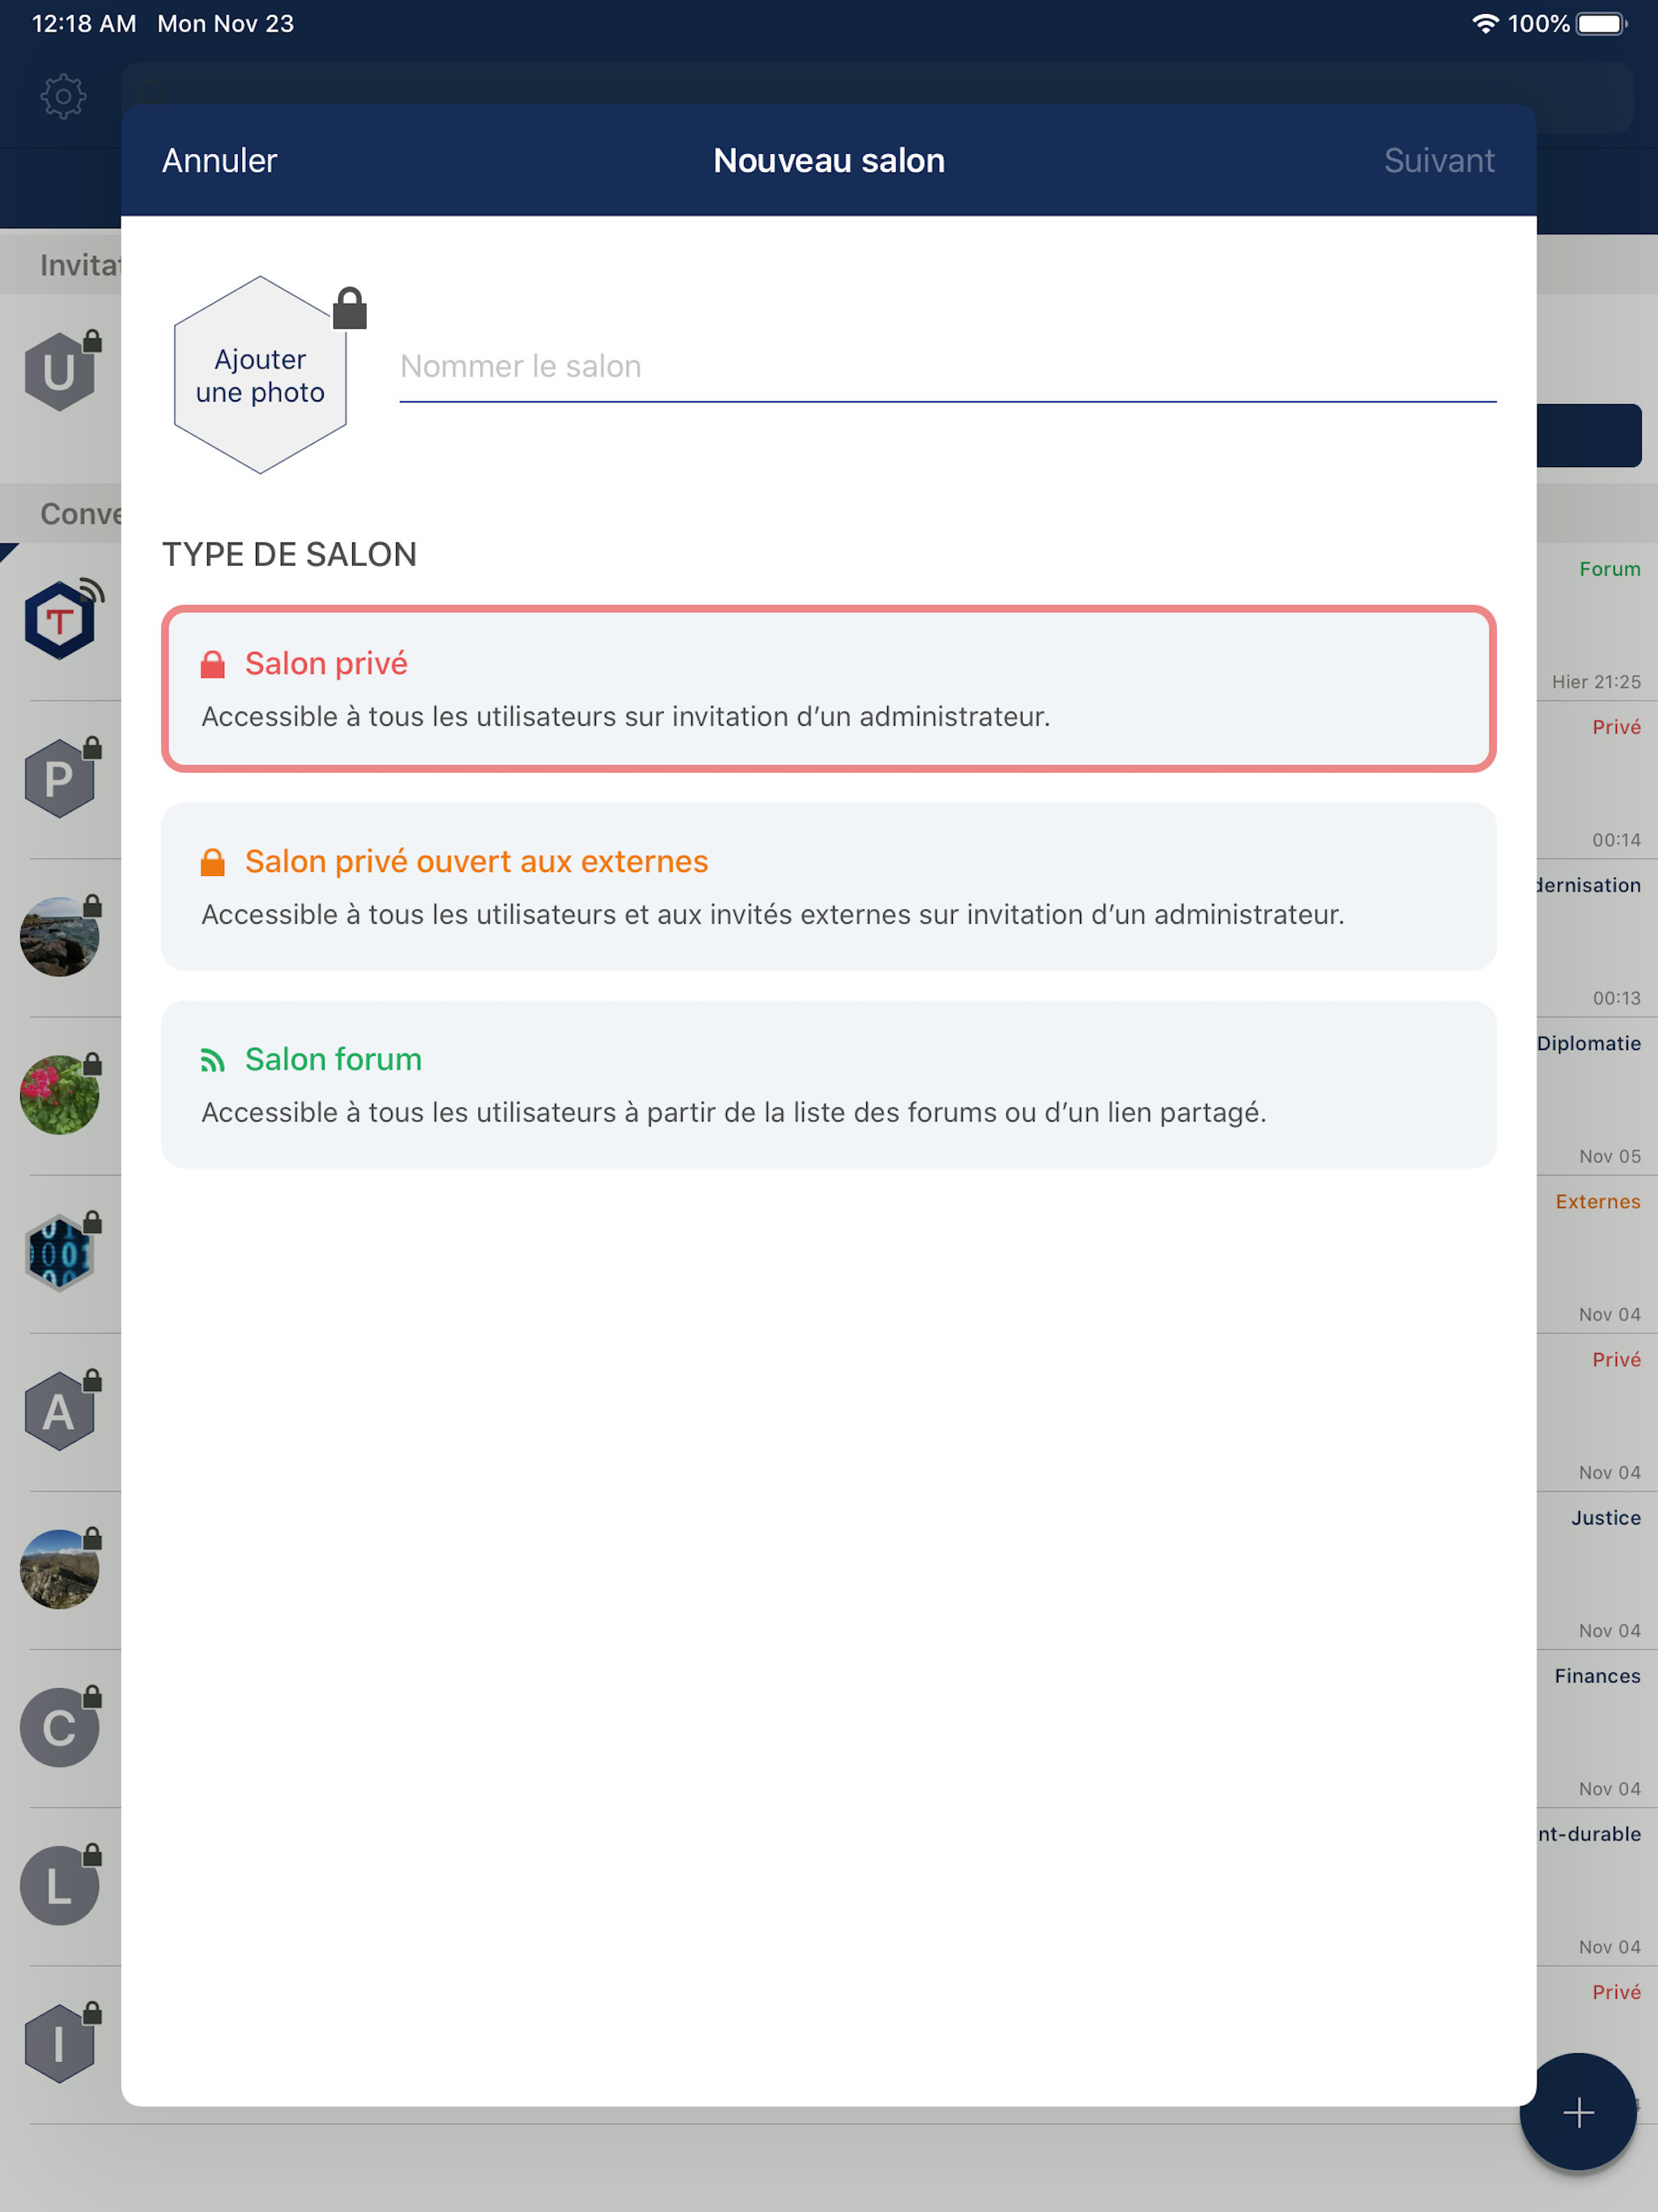 12:18 AM Mon Nov 23
100%
Annuler
Nouveau salon
Suivant
Invitat
U
Ajouter
une photo
Nommer le salon
Conve
TYPE DE SALON
Forum
T
Salon privé
Hier 21:25
Accessible à tous les utilisateurs sur invitation d’un administrateur.
Privé
P
00:14
Salon privé ouvert aux externes
dernisation
Accessible à tous les utilisateurs et aux invités externes sur invitation d’un administrateur.
00:13
Diplomatie
Salon forum
Accessible à tous les utilisateurs à partir de la liste des forums ou d’un lien partagé.
Nov 05
Externes
Nov 04
Privé
A
Nov 04
Justice
Nov 04
Finances
C
Nov 04
nt-durable
L
Nov 04
Privé
I